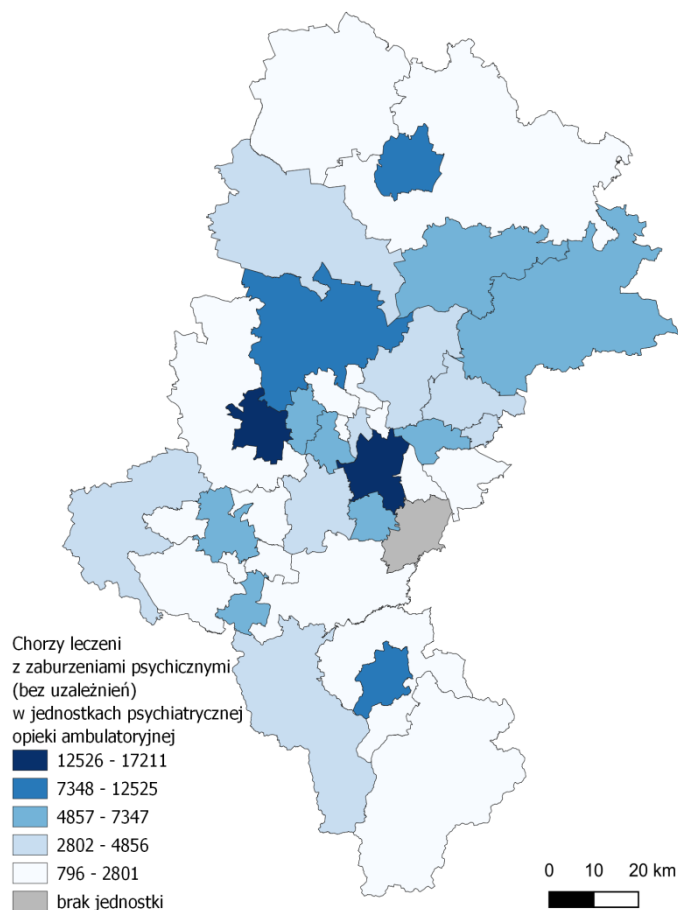 Chorzy leczeni
z zaburzeniami psychicznymi
(bez uzależnień)
w jednostkach psychiatrycznej
opieki ambulatoryjnej
12526 - 17211
7348 - 12525
4857 - 7347
2802 - 4856
796 - 2801
brak jednostki
0 10 20 km